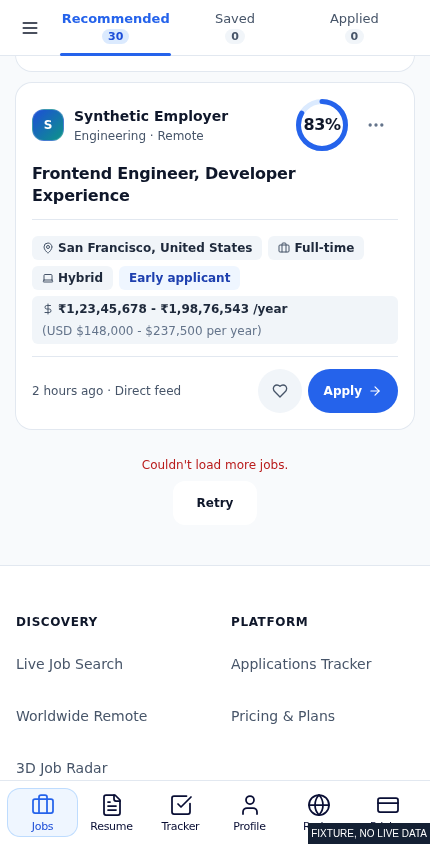 Recommended
30
Saved
0
Applied
0
S
Synthetic Employer
Engineering · Remote
83%
Frontend Engineer, Developer
Experience
San Francisco, United States
Full-time
Hybrid
Early applicant
₹1,23,45,678 - ₹1,98,76,543 /year
(USD $148,000 - $237,500 per year)
2 hours ago · Direct feed
Apply
Couldn't load more jobs.
Retry
DISCOVERY
PLATFORM
Live Job Search
Applications Tracker
Worldwide Remote
Pricing & Plans
3D Job Radar
Jobs
Resume
Tracker
Profile
FIXTURE, NO LIVE DATA